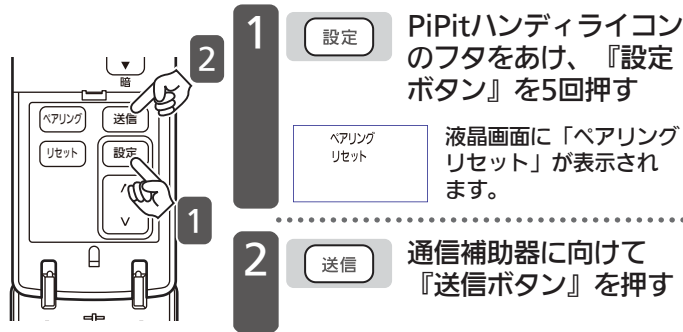 ▼
暗
2
ペアリング
送信
リセット
設定
∧
∨
1
1
設定
PiPitハンディライコン
のフタをあけ、『設定
ボタン』を5回押す
ペアリング
リセット
液晶画面に「ペアリング
リセット」が表示され
ます。
2
送信
通信補助器に向けて
『送信ボタン』を押す